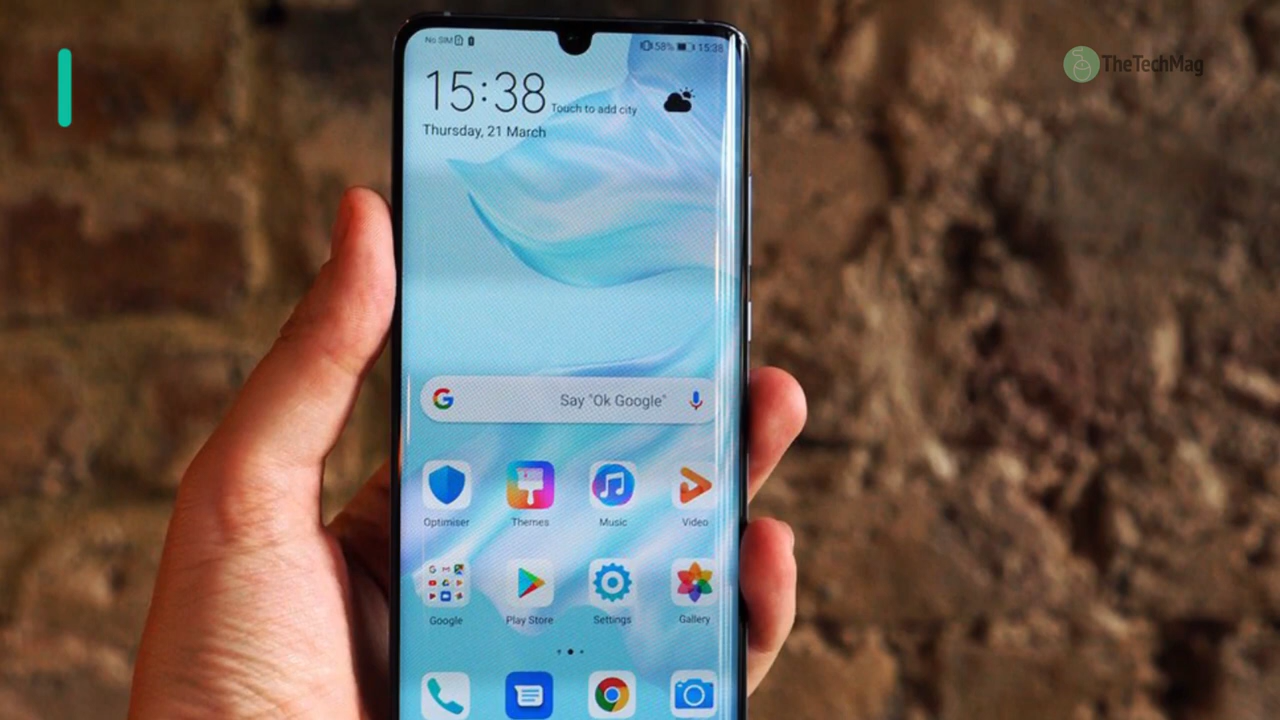 No SIM
58% 15:38
TheTechMag
15:38 Touch to add city
Thursday, 21 March
G Say "Ok Google"
Optimiser Themes Music Video
Google Play Store Settings Gallery